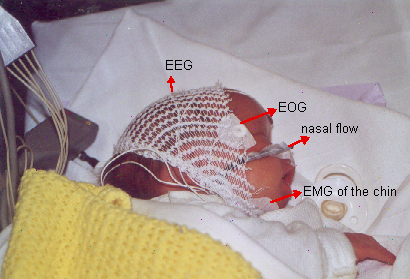 EEG
EOG
nasal flow
EMG of the chin